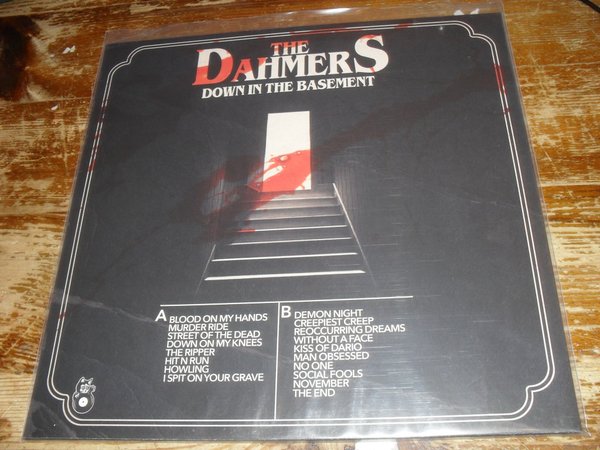 THE
DAHMERS
DOWN IN THE BASEMENT
A
BLOOD ON MY HANDS
MURDER RIDE
STREET OF THE DEAD
DOWN ON MY KNEES
THE RIPPER
HIT N RUN
HOWLING
I SPIT ON YOUR GRAVE
B
DEMON NIGHT
CREEPIEST CREEP
REOCCURRING DREAMS
WITHOUT A FACE
KISS OF DARIO
MAN OBSESSED
NO ONE
SOCIAL FOOLS
NOVEMBER
THE END